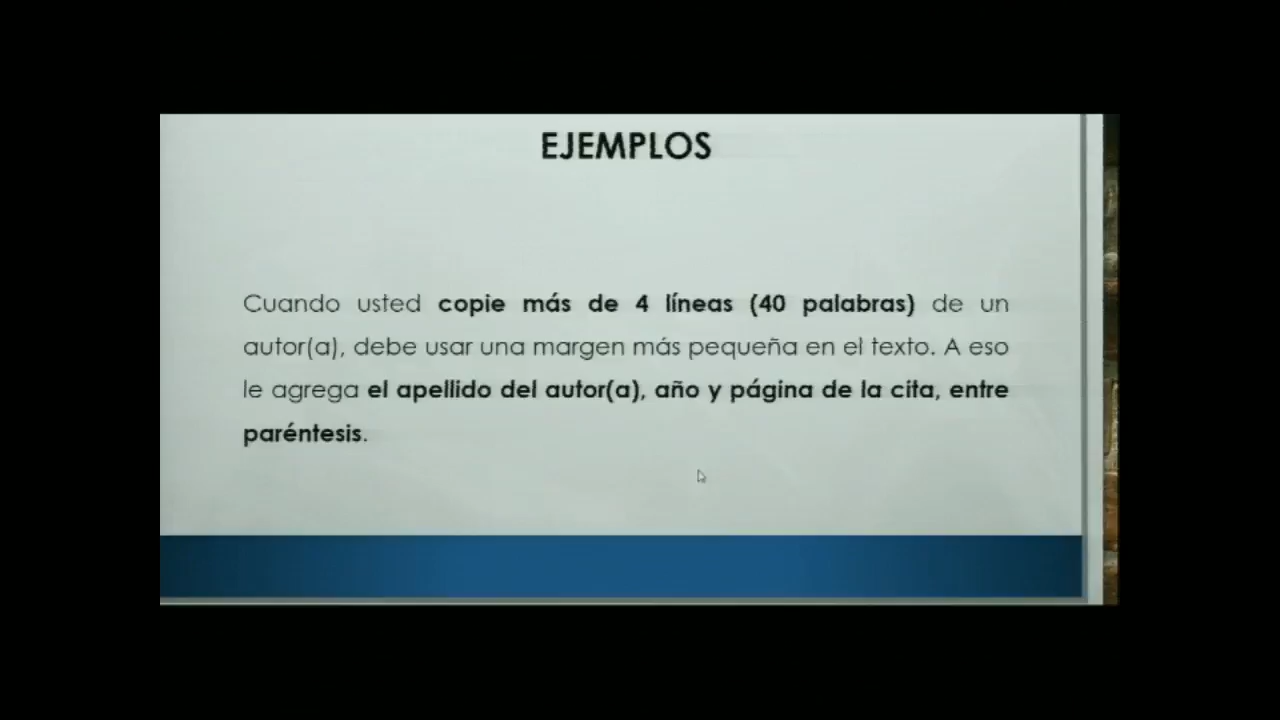 EJEMPLOS
Cuando usted copie más de 4 líneas (40 palabras) de un
autor(a), debe usar una margen más pequeña en el texto. A eso
le agrega el apellido del autor(a), año y página de la cita, entre
paréntesis.